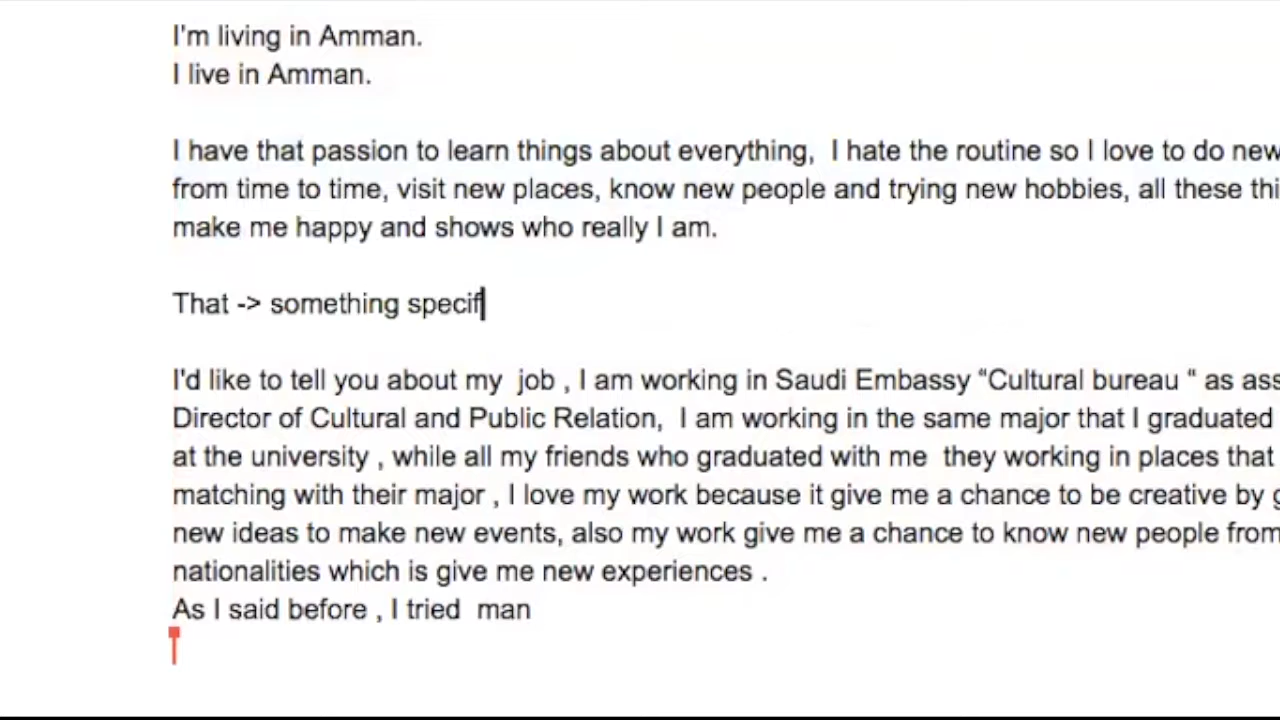 I'm living in Amman.
I live in Amman.
I have that passion to learn things about everything,  I hate the routine so I love to do new
from time to time, visit new places, know new people and trying new hobbies, all these thi
make me happy and shows who really I am.
That -> something specif
I'd like to tell you about my  job , I am working in Saudi Embassy “Cultural bureau “ as ass
Director of Cultural and Public Relation,  I am working in the same major that I graduated
at the university , while all my friends who graduated with me  they working in places that
matching with their major , I love my work because it give me a chance to be creative by g
new ideas to make new events, also my work give me a chance to know new people from
nationalities which is give me new experiences .
As I said before , I tried  man